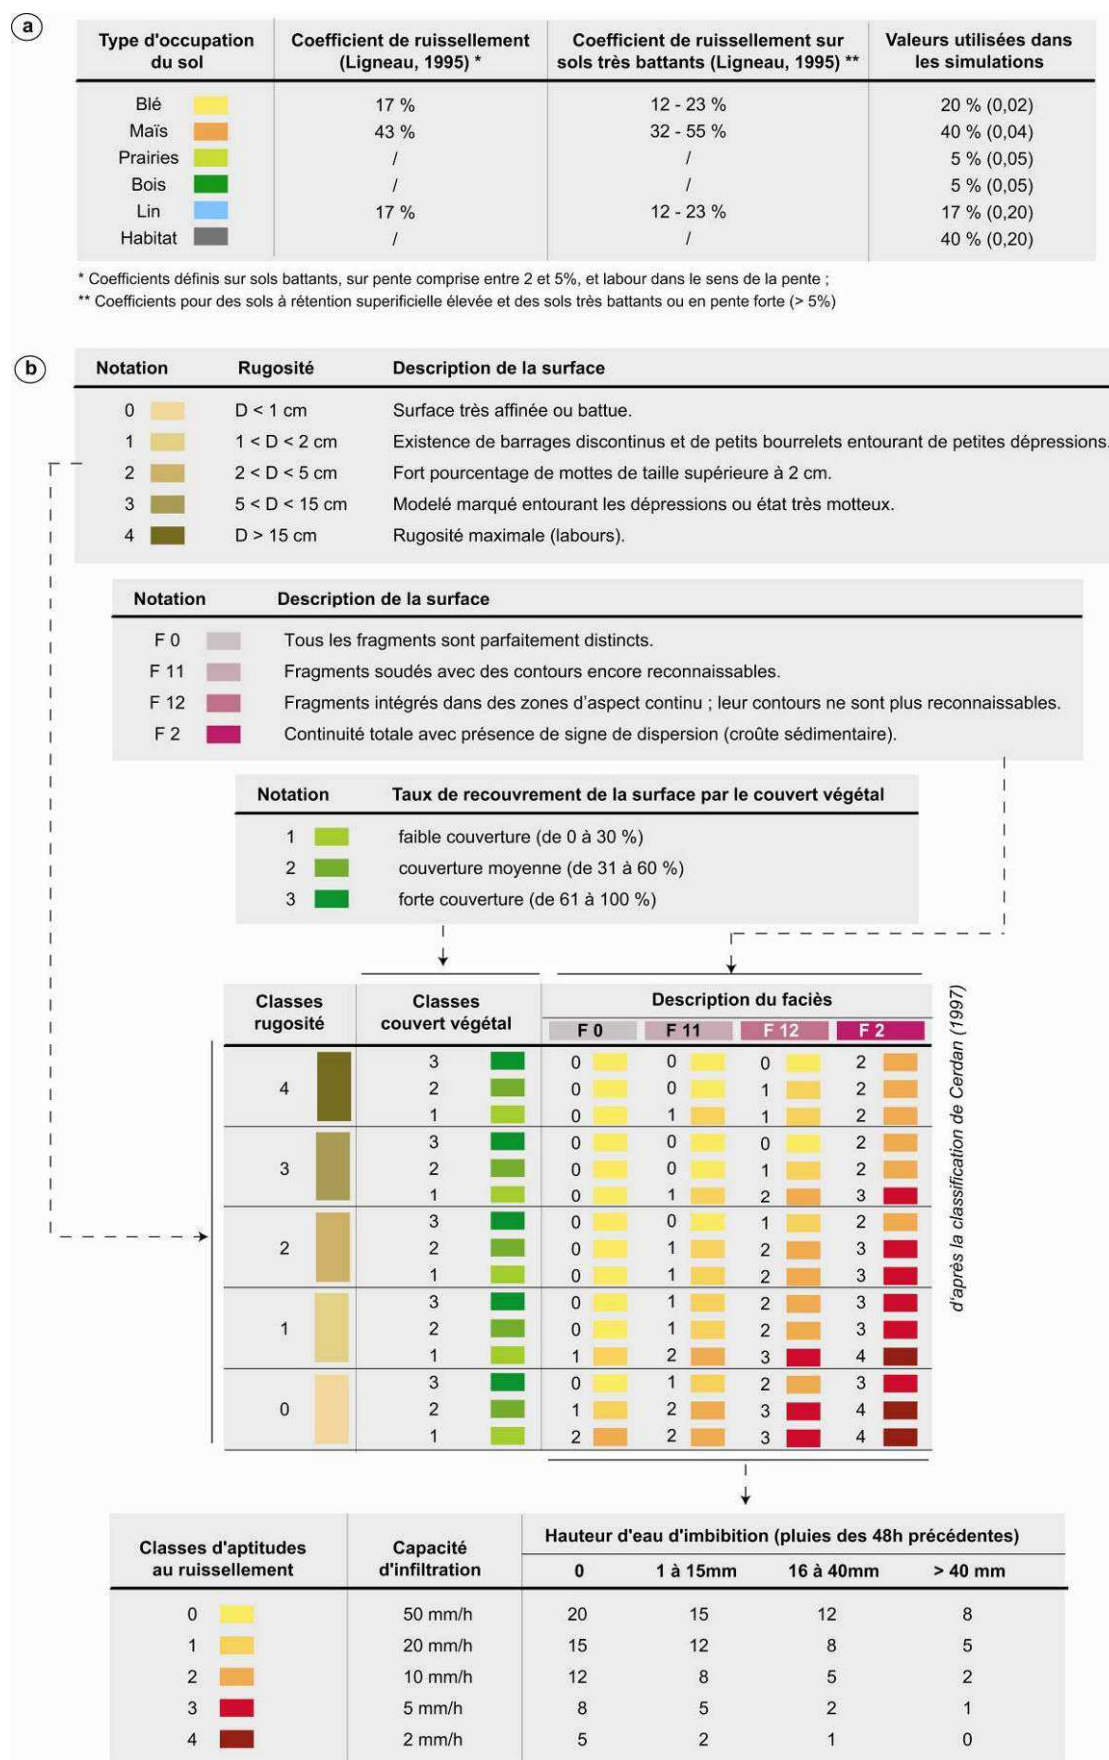 a
Type d'occupation du sol | Coefficient de ruissellement (Ligneau, 1995) * | Coefficient de ruissellement sur sols très battants (Ligneau, 1995) ** | Valeurs utilisées dans les simulations
Blé | 17 % | 12 - 23 % | 20 % (0,02)
Maïs | 43 % | 32 - 55 % | 40 % (0,04)
Prairies | / | / | 5 % (0,05)
Bois | / | / | 5 % (0,05)
Lin | 17 % | 12 - 23 % | 17 % (0,20)
Habitat | / | / | 40 % (0,20)
* Coefficients définis sur sols battants, sur pente comprise entre 2 et 5%, et labour dans le sens de la pente ;
** Coefficients pour des sols à rétention superificielle élevée et des sols très battants ou en pente forte (> 5%)
b
Notation | Rugosité | Description de la surface
0 | D < 1 cm | Surface très affinée ou battue.
1 | 1 < D < 2 cm | Existence de barrages discontinus et de petits bourrelets entourant de petites dépressions.
2 | 2 < D < 5 cm | Fort pourcentage de mottes de taille supérieure à 2 cm.
3 | 5 < D < 15 cm | Modelé marqué entourant les dépressions ou état très motteux.
4 | D > 15 cm | Rugosité maximale (labours).
Notation | Description de la surface
F 0 | Tous les fragments sont parfaitement distincts.
F 11 | Fragments soudés avec des contours encore reconnaissables.
F 12 | Fragments intégrés dans des zones d'aspect continu ; leur contours ne sont plus reconnaissables.
F 2 | Continuité totale avec présence de signe de dispersion (croûte sédimentaire).
Notation | Taux de recouvrement de la surface par le couvert végétal
1 | faible couverture (de 0 à 30 %)
2 | couverture moyenne (de 31 à 60 %)
3 | forte couverture (de 61 à 100 %)
Classes rugosité | Classes couvert végétal | Description du faciès
F 0 | F 11 | F 12 | F 2
4 | 3 | 0 | 0 | 0 | 2
2 | 0 | 0 | 1 | 2
1 | 0 | 1 | 1 | 2
3 | 3 | 0 | 0 | 0 | 2
2 | 0 | 0 | 1 | 2
1 | 0 | 1 | 2 | 3
2 | 3 | 0 | 0 | 1 | 2
2 | 0 | 1 | 2 | 3
1 | 0 | 1 | 2 | 3
1 | 3 | 0 | 1 | 2 | 3
2 | 0 | 1 | 2 | 3
1 | 1 | 2 | 3 | 4
0 | 3 | 0 | 1 | 2 | 3
2 | 1 | 2 | 3 | 4
1 | 2 | 2 | 3 | 4
d'après la classification de Cerdan (1997)
Classes d'aptitudes au ruissellement | Capacité d'infiltration | Hauteur d'eau d'imbibition (pluies des 48h précédentes)
0 | 1 à 15mm | 16 à 40mm | > 40 mm
0 | 50 mm/h | 20 | 15 | 12 | 8
1 | 20 mm/h | 15 | 12 | 8 | 5
2 | 10 mm/h | 12 | 8 | 5 | 2
3 | 5 mm/h | 8 | 5 | 2 | 1
4 | 2 mm/h | 5 | 2 | 1 | 0